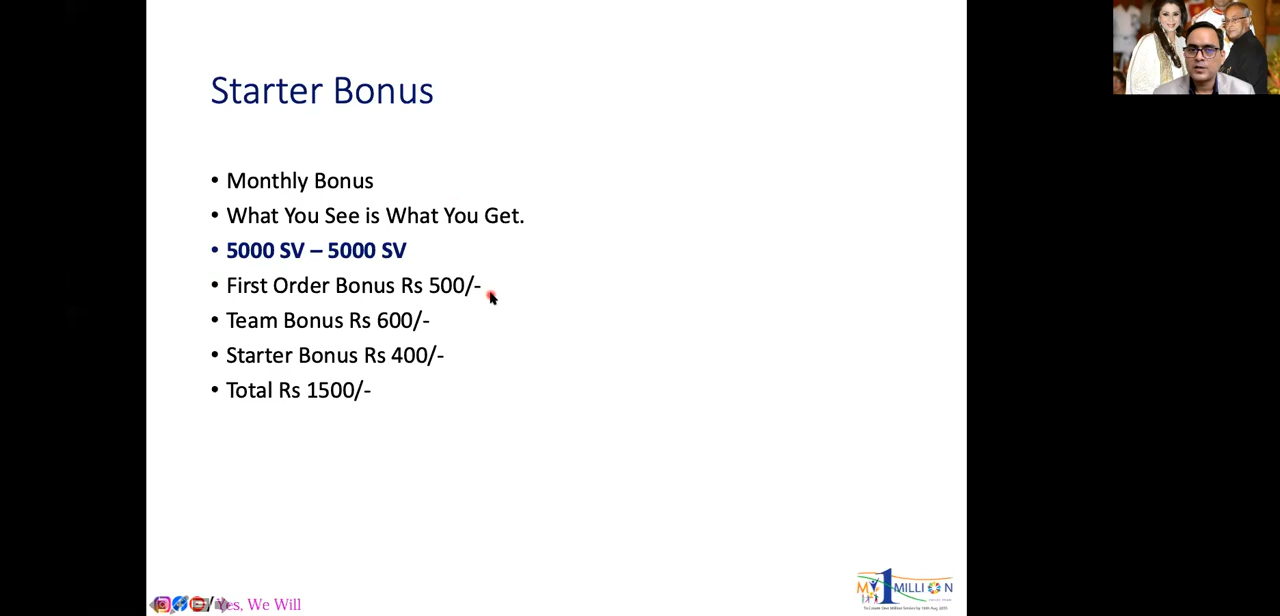 Starter Bonus
• Monthly Bonus
• What You See is What You Get.
• 5000 SV – 5000 SV
• First Order Bonus Rs 500/-
• Team Bonus Rs 600/-
• Starter Bonus Rs 400/-
• Total Rs 1500/-
/Yes, We Will
MY 1 MILLION